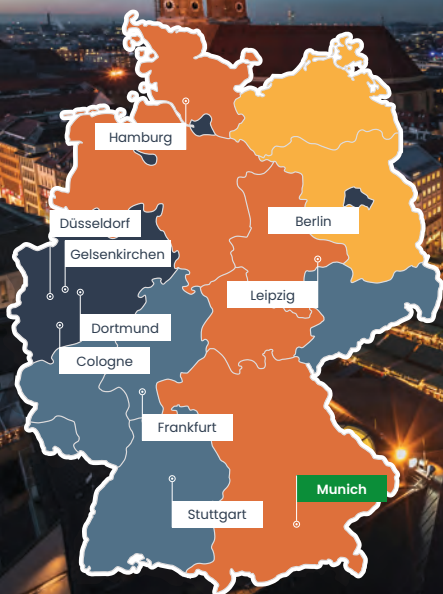 Hamburg
Düsseldorf
Berlin
Gelsenkirchen
Leipzig
Dortmund
Cologne
Frankfurt
Munich
Stuttgart